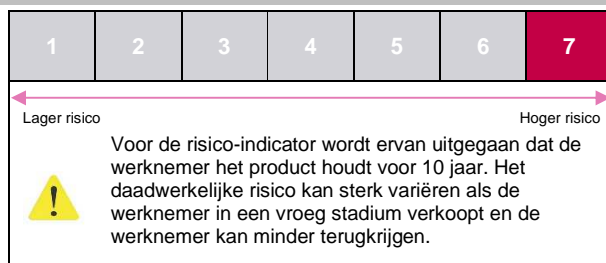 1 2 3 4 5 6 7
Lager risico Hoger risico
Voor de risico-indicator wordt ervan uitgegaan dat de
werknemer het product houdt voor 10 jaar. Het
daadwerkelijke risico kan sterk variëren als de
werknemer in een vroeg stadium verkoopt en de
werknemer kan minder terugkrijgen.